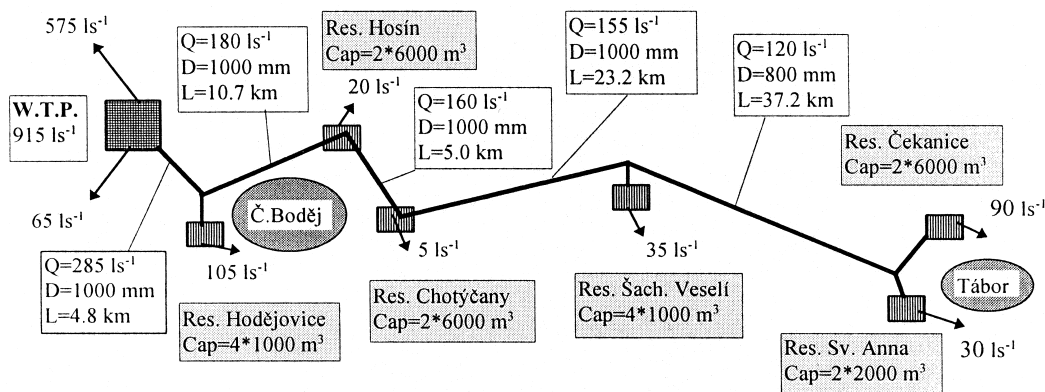 575 ls⁻¹
W.T.P.
915 ls⁻¹
65 ls⁻¹
Q=285 ls⁻¹
D=1000 mm
L=4.8 km
Q=180 ls⁻¹
D=1000 mm
L=10.7 km
105 ls⁻¹
Res. Hodějovice
Cap=4*1000 m³
Č.Boděj
Res. Hosín
Cap=2*6000 m³
20 ls⁻¹
Q=160 ls⁻¹
D=1000 mm
L=5.0 km
5 ls⁻¹
Res. Chotýčany
Cap=2*6000 m³
Q=155 ls⁻¹
D=1000 mm
L=23.2 km
35 ls⁻¹
Res. Šach. Veselí
Cap=4*1000 m³
Q=120 ls⁻¹
D=800 mm
L=37.2 km
Res. Čekanice
Cap=2*6000 m³
90 ls⁻¹
Tábor
30 ls⁻¹
Res. Sv. Anna
Cap=2*2000 m³